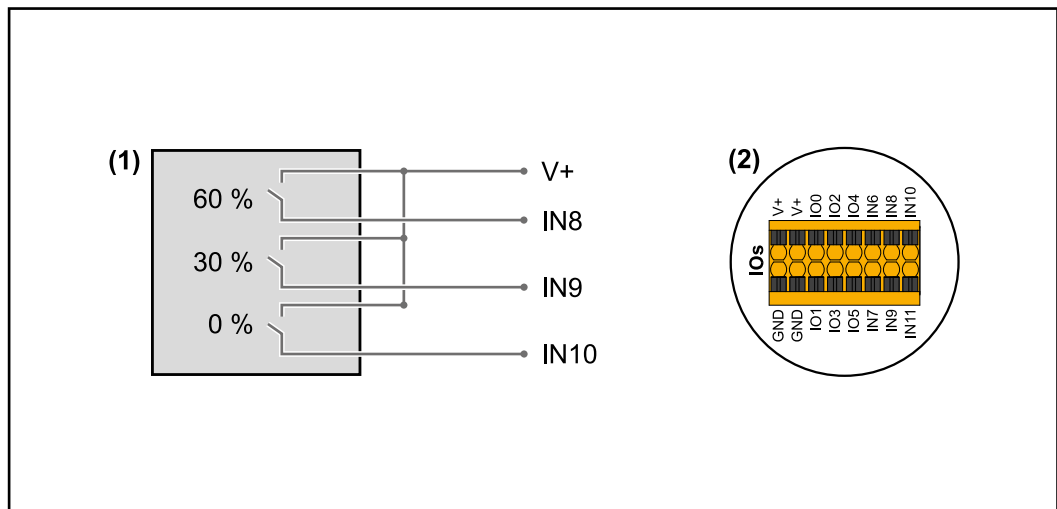 (1)
60 %
30 %
0 %
V+
IN8
IN9
IN10
(2)
IOs
V+ V+ IO0 IO2 IO4 IN6 IN8 IN10
GND GND IO1 IO3 IO5 IN7 IN9 IN11